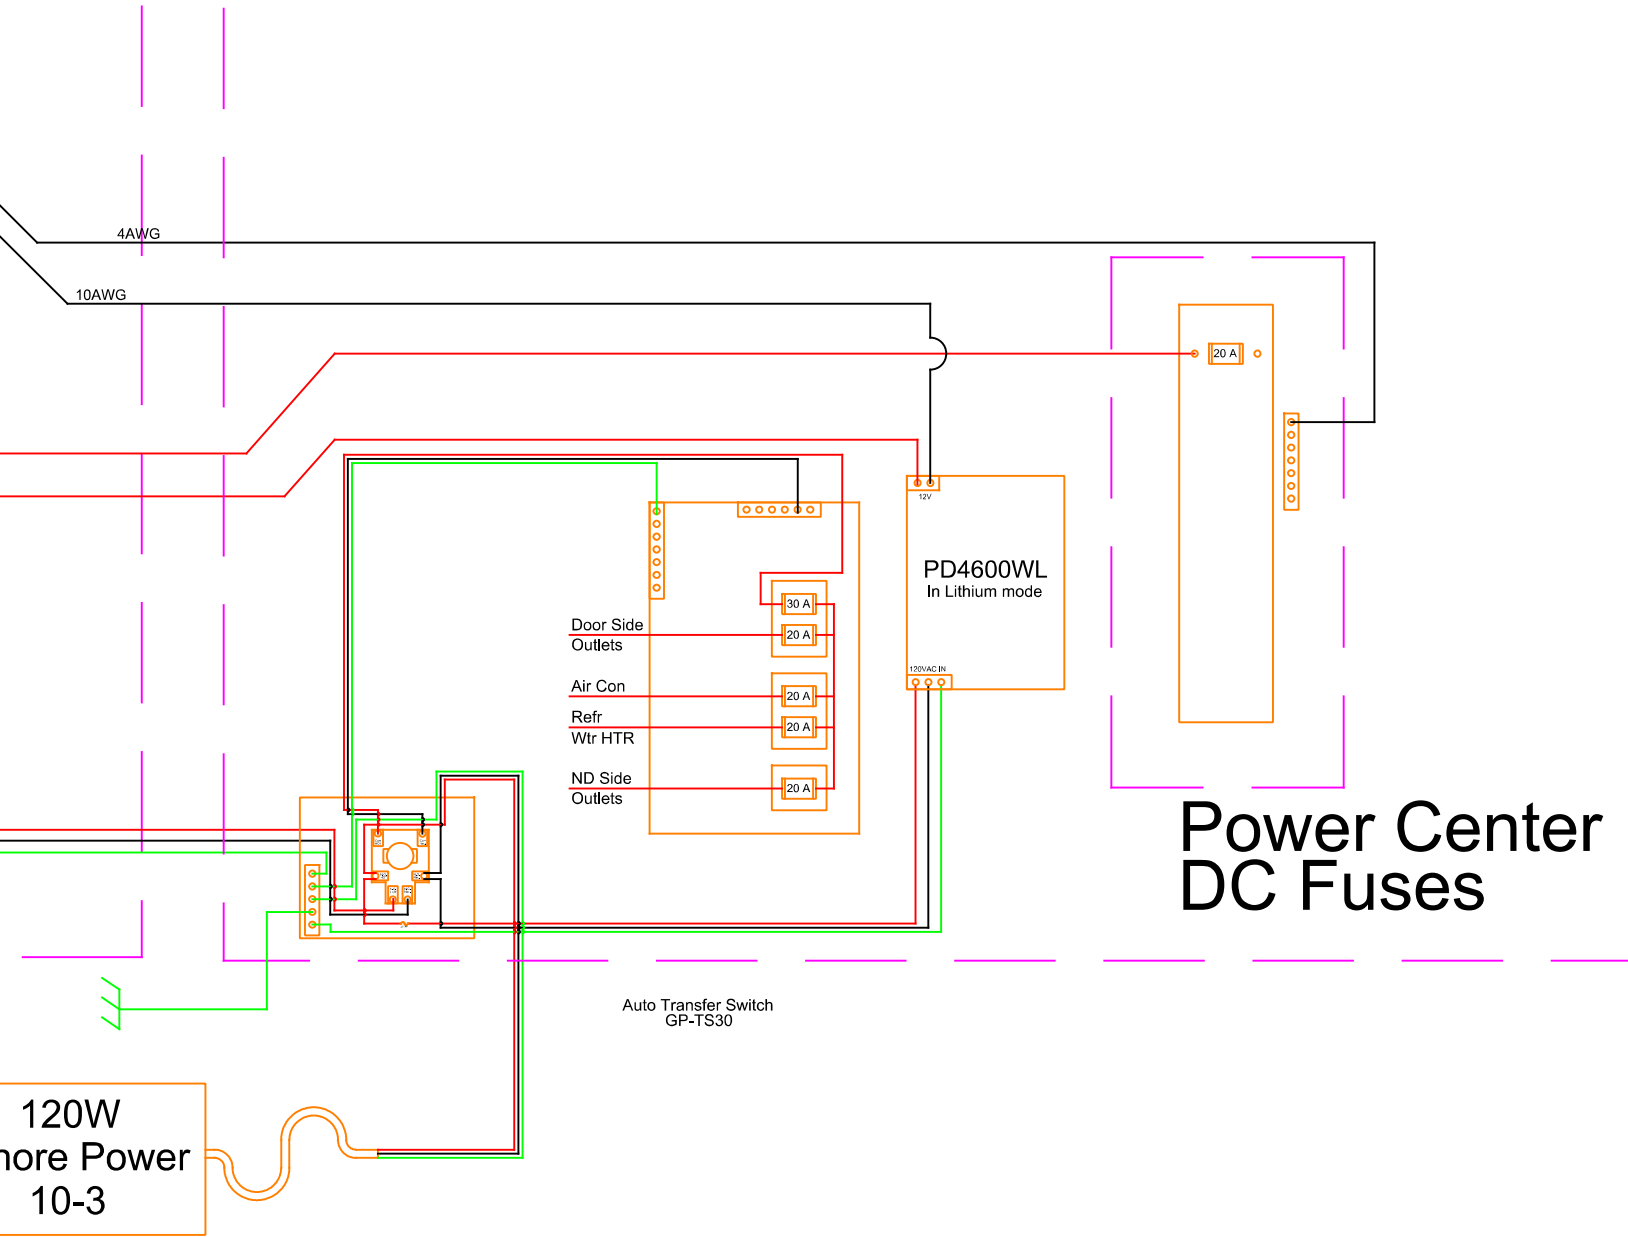 4AWG
10AWG
20 A
12V
PD4600WL
In Lithium mode
30 A
Door Side
20 A
Outlets
120VAC IN
Air Con
20 A
Refr
20 A
Wtr HTR
ND Side
20 A
Outlets
Power Center
DC Fuses
Auto Transfer Switch
GP-TS30
120W
hore Power
10-3